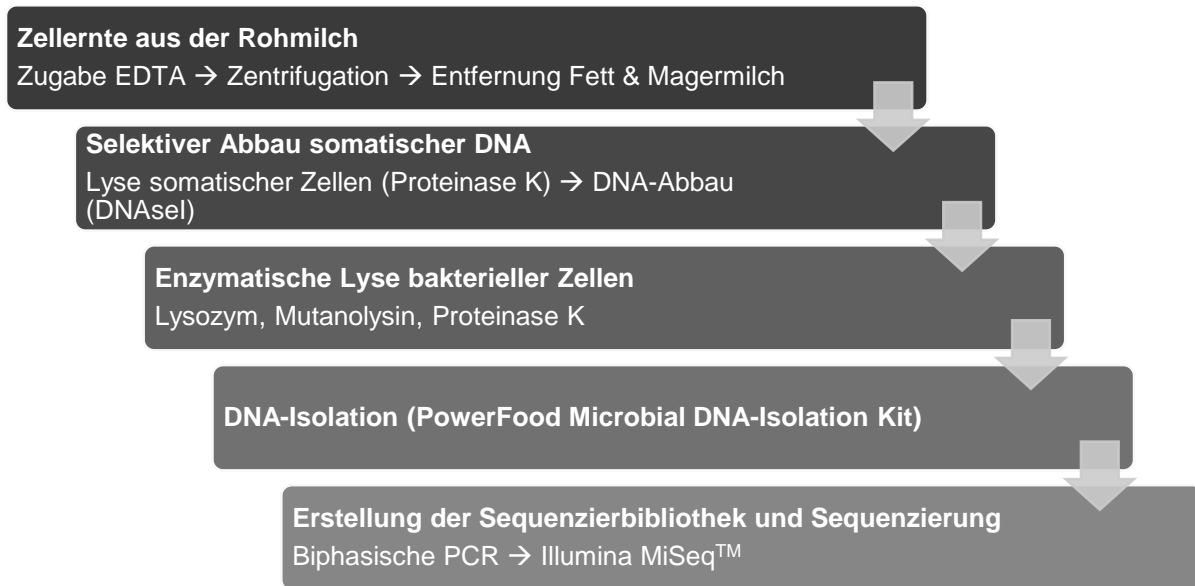 Zellernte aus der Rohmilch
Zugabe EDTA → Zentrifugation → Entfernung Fett & Magermilch
Selektiver Abbau somatischer DNA
Lyse somatischer Zellen (Proteinase K) → DNA-Abbau
(DNAseI)
Enzymatische Lyse bakterieller Zellen
Lysozym, Mutanolysin, Proteinase K
DNA-Isolation (PowerFood Microbial DNA-Isolation Kit)
Erstellung der Sequenzierbibliothek und Sequenzierung
Biphasische PCR → Illumina MiSeq™